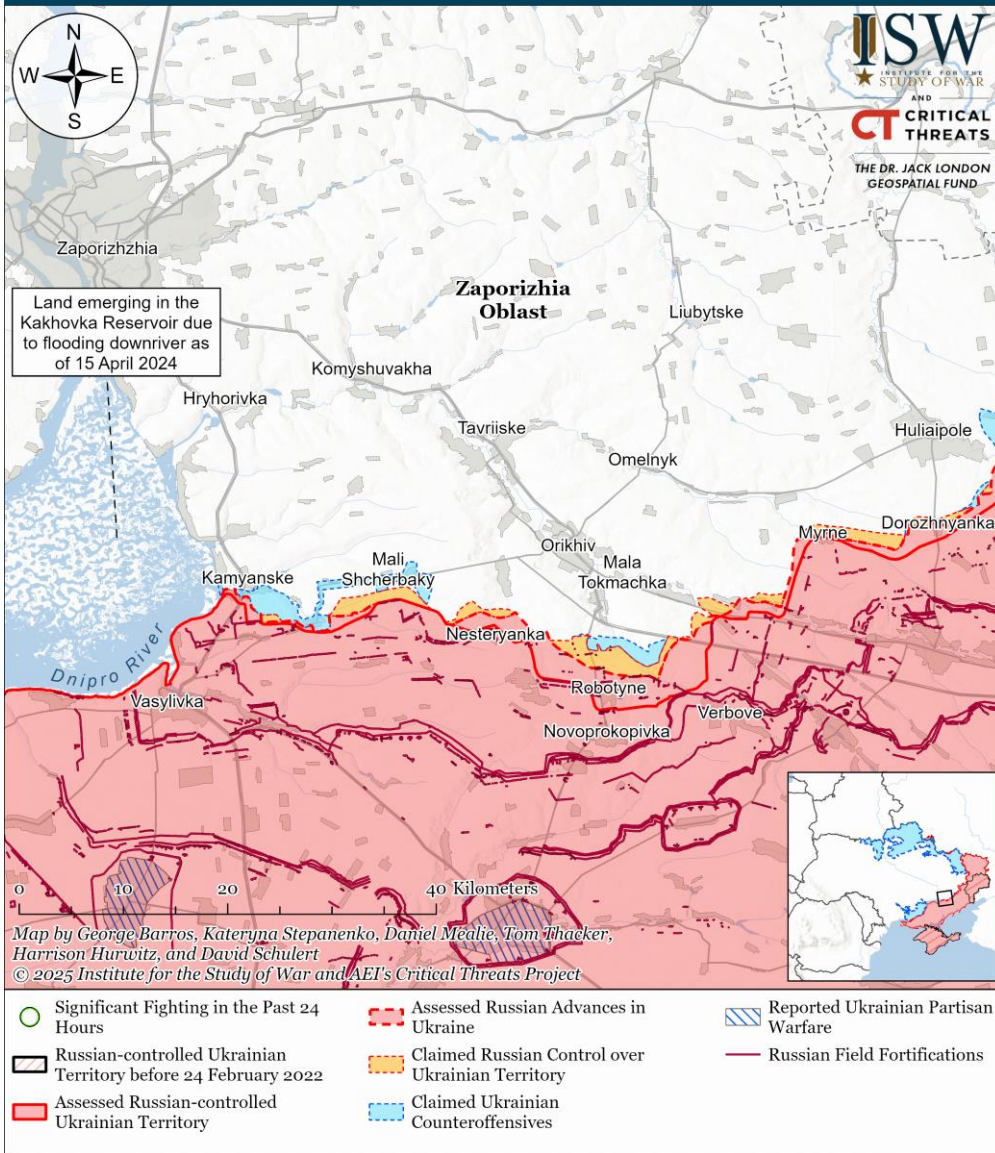 N
W
E
S
ISW
INSTITUTE FOR THE
STUDY OF WAR
AND
CT CRITICAL
THREATS
THE DR. JACK LONDON
GEOSPATIAL FUND
Zaporizhzhia
Land emerging in the
Kakhovka Reservoir due
to flooding downriver as
of 15 April 2024
Zaporizhia
Oblast
Liubytske
Komyshuvakha
Hryhorivka
Tavriiske
Huliaipole
Omelnyk
Dorozhnyanka
Myrne
Orikhiv
Mali
Shcherbaky
Mala
Tokmachka
Kamyanske
Nesteryanka
Dnipro River
Robotyne
Vasylivka
Verbove
Novoprokopivka
0
10
20
40 Kilometers
Map by George Barros, Kateryna Stepanenko, Daniel Mealie, Tom Thacker,
Harrison Hurwitz, and David Schulert
© 2025 Institute for the Study of War and AEI's Critical Threats Project
Significant Fighting in the Past 24
Hours
Russian-controlled Ukrainian
Territory before 24 February 2022
Assessed Russian-controlled
Ukrainian Territory
Assessed Russian Advances in
Ukraine
Claimed Russian Control over
Ukrainian Territory
Claimed Ukrainian
Counteroffensives
Reported Ukrainian Partisan
Warfare
Russian Field Fortifications